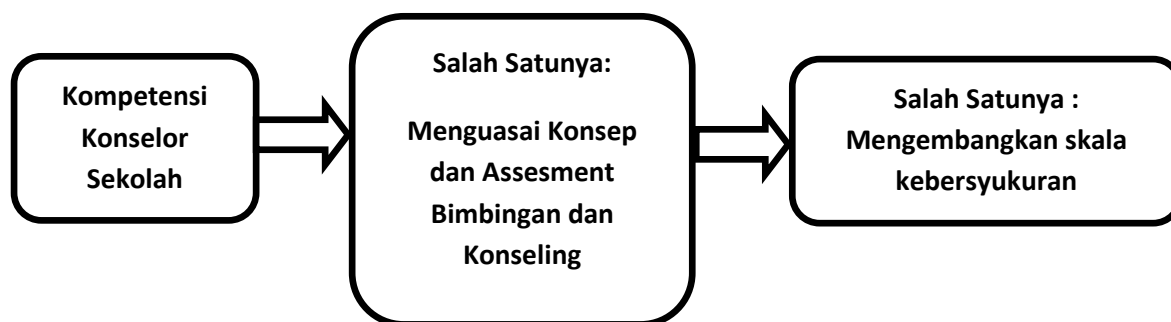 Kompetensi
Konselor
Sekolah
Salah Satunya:
Menguasai Konsep
dan Assesment
Bimbingan dan
Konseling
Salah Satunya :
Mengembangkan skala
kebersyukuran